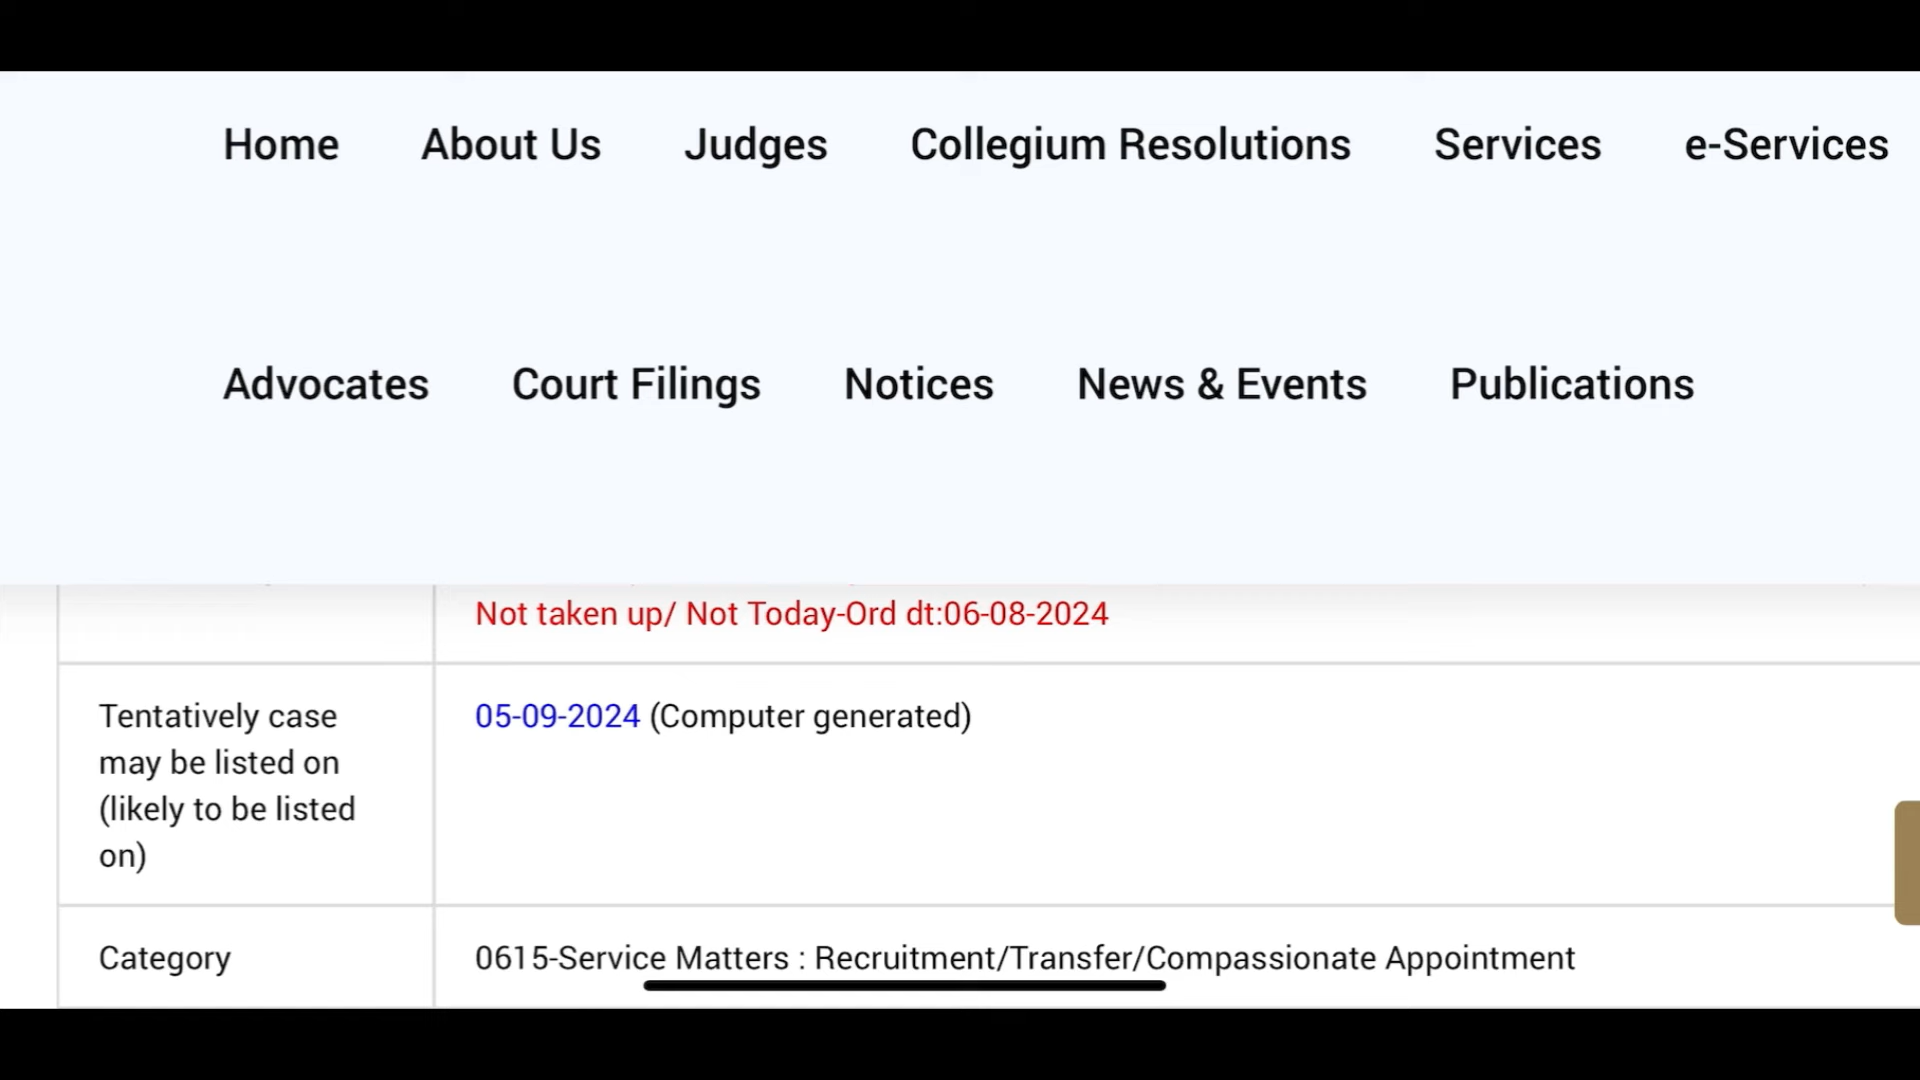 Home About Us Judges Collegium Resolutions Services e-Services
Advocates Court Filings Notices News & Events Publications
Not taken up/ Not Today-Ord dt:06-08-2024
Tentatively case
may be listed on
(likely to be listed
on)
05-09-2024 (Computer generated)
Category
0615-Service Matters : Recruitment/Transfer/Compassionate Appointment